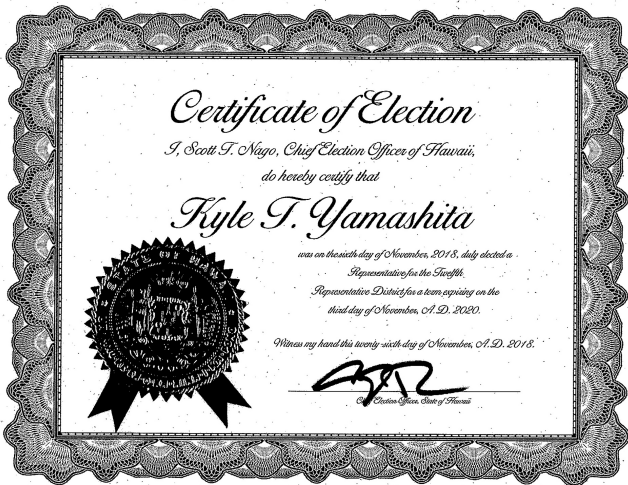 Certificate of Election
I, Scott T. Nago, Chief Election Officer of Hawaii,
do hereby certify that
Kyle T. Yamashita
was on the sixth day of November, 2018, duly elected a
Representative for the Twelfth
Representative District for a term expiring on the
third day of November, A.D. 2020.
Witness my hand this twenty-sixth day of November, A.D. 2018.
Chief Election Officer, State of Hawaii
STATE OF